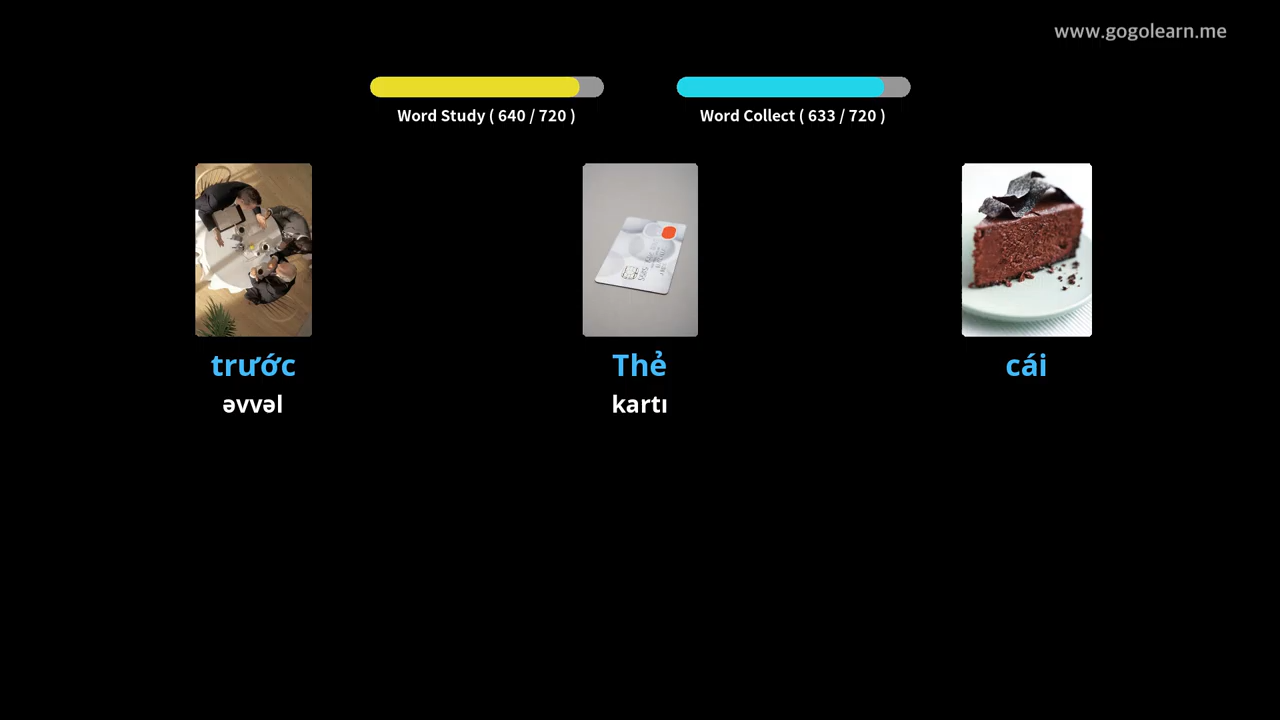 www.gogolearn.me
Word Study ( 640 / 720 )
Word Collect ( 633 / 720 )
trước
Thẻ
cái
əvvəl
kartı